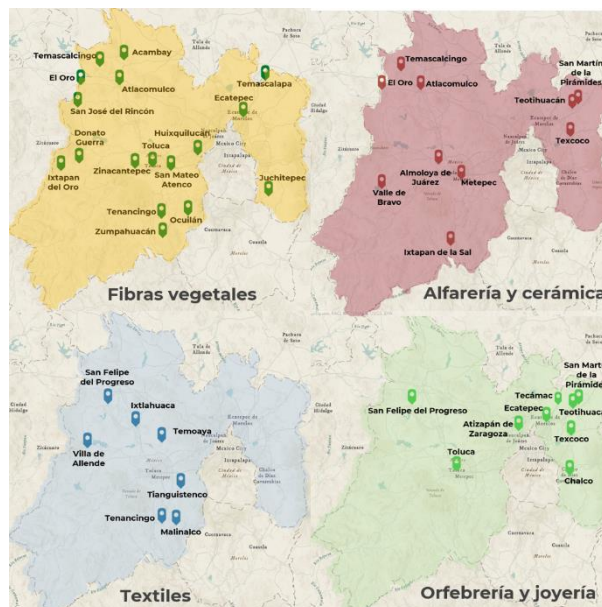 Temascalcingo
Acambay
El Oro
Atlacomulco
Temascalapa
San José del Rincón
Ecatepec
Donato
Guerra
Huixquilucan
Toluca
Ixtapan
del Oro
Zinacantepec
San Mateo
Atenco
Juchitepec
Tenancingo
Ocuilán
Zumpahuacán
Fibras vegetales
Temascalcingo
El Oro
Atlacomulco
San Martín
de la
Pirámides
Teotihuacán
Texcoco
Almoloya de
Juárez
Metepec
Valle de
Bravo
Ixtapan de la Sal
Alfarería y cerámica
San Felipe
del Progreso
Ixtlahuaca
Temoaya
Villa de
Allende
Tianguistenco
Tenancingo
Malinalco
Textiles
San Felipe del Progreso
Tecámac
San Mart
de la
Pirámide
Ecatepec
Teotihuac
Atizapán de
Zaragoza
Texcoco
Toluca
Chalco
Orfebrería y joyería